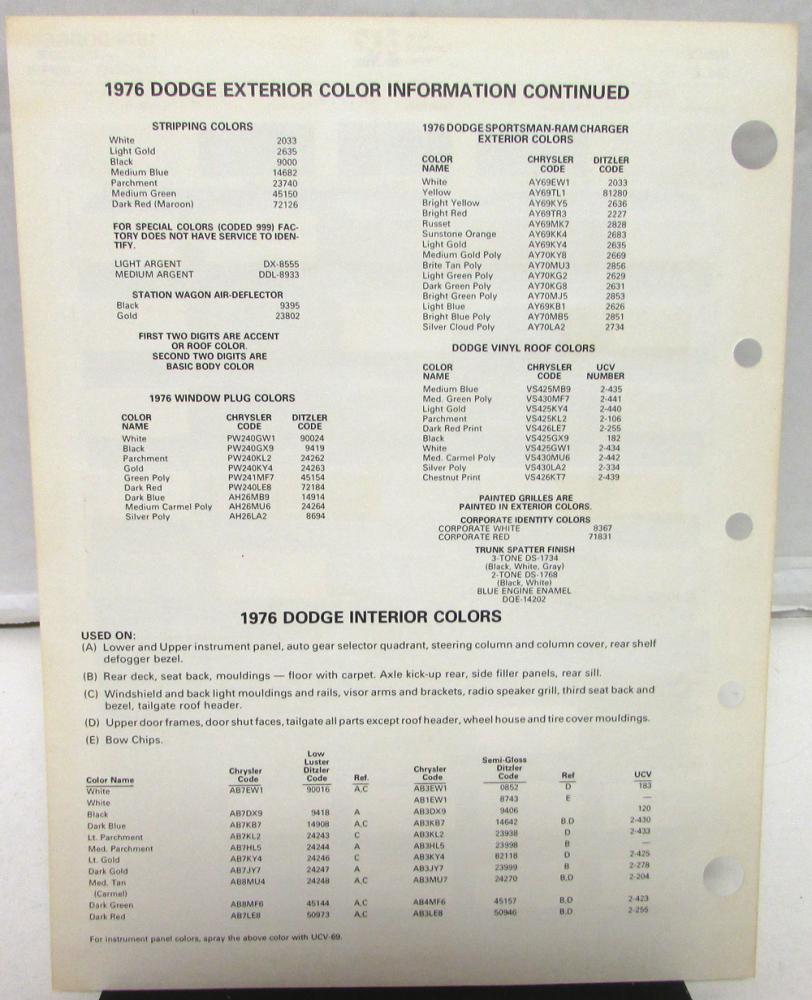 1976 DODGE EXTERIOR COLOR INFORMATION CONTINUED
STRIPPING COLORS
White 2033
Light Gold 2635
Black 9000
Medium Blue 14682
Parchment 23740
Medium Green 45150
Dark Red (Maroon) 72126
FOR SPECIAL COLORS (CODED 999) FAC-
TORY DOES NOT HAVE SERVICE TO IDEN-
TIFY.
LIGHT ARGENT DX-8555
MEDIUM ARGENT DDL-8933
STATION WAGON AIR-DEFLECTOR
Black 9395
Gold 23802
FIRST TWO DIGITS ARE ACCENT
OR ROOF COLOR.
SECOND TWO DIGITS ARE
BASIC BODY COLOR
1976 WINDOW PLUG COLORS
COLOR CHRYSLER DITZLER
NAME CODE CODE
White PW240GW1 90024
Black PW240GX9 9419
Parchment PW240KL2 24262
Gold PW240KY4 24263
Green Poly PW241MF7 45154
Dark Red PW240LE8 72184
Dark Blue AH26MB9 14914
Medium Carmel Poly AH26MU6 24264
Silver Poly AH26LA2 8694
1976 DODGE SPORTSMAN-RAM CHARGER
EXTERIOR COLORS
COLOR CHRYSLER DITZLER
NAME CODE CODE
White AY69EW1 2033
Yellow AY69TL1 81280
Bright Yellow AY69KY5 2636
Bright Red AY69TR3 2227
Russet AY69MK7 2828
Sunstone Orange AY69KK4 2683
Light Gold AY69KY4 2635
Medium Gold Poly AY70KY8 2669
Brite Tan Poly AY70MU3 2856
Light Green Poly AY70KG2 2629
Dark Green Poly AY70KG8 2631
Bright Green Poly AY70MJ5 2853
Light Blue AY69KB1 2626
Bright Blue Poly AY70MB5 2851
Silver Cloud Poly AY70LA2 2734
DODGE VINYL ROOF COLORS
COLOR CHRYSLER UCV
NAME CODE NUMBER
Medium Blue VS425MB9 2-435
Med. Green Poly VS430MF7 2-441
Light Gold VS425KY4 2-440
Parchment VS425KL2 2-106
Dark Red Print VS426LE7 2-255
Black VS425GX9 182
White VS425GW1 2-434
Med. Carmel Poly VS430MU6 2-442
Silver Poly VS430LA2 2-334
Chestnut Print VS426KT7 2-439
PAINTED GRILLES ARE
PAINTED IN EXTERIOR COLORS.
CORPORATE IDENTITY COLORS
CORPORATE WHITE 8367
CORPORATE RED 71831
TRUNK SPATTER FINISH
3-TONE DS-1734
(Black, White, Gray)
2-TONE DS-1768
(Black, White)
BLUE ENGINE ENAMEL
DQE-14202
1976 DODGE INTERIOR COLORS
USED ON:
(A) Lower and Upper instrument panel, auto gear selector quadrant, steering column and column cover, rear shelf
defogger bezel.
(B) Rear deck, seat back, mouldings — floor with carpet. Axle kick-up rear, side filler panels, rear sill.
(C) Windshield and back light mouldings and rails, visor arms and brackets, radio speaker grill, third seat back and
bezel, tailgate roof header.
(D) Upper door frames, door shut faces, tailgate all parts except roof header, wheel house and tire cover mouldings.
(E) Bow Chips.
Low
Luster Semi-Gloss
Chrysler Ditzler Chrysler Ditzler
Color Name Code Code Ref. Code Code Ref UCV
White AB7EW1 90016 A,C AB3EW1 0852 D 183
White AB1EW1 8743 E —
Black AB7DX9 9418 A AB3DX9 9406 120
Dark Blue AB7KB7 14908 A,C AB3KB7 14642 B.D 2-430
Lt. Parchment AB7KL2 24243 C AB3KL2 23938 D 2-433
Med. Parchment AB7HL5 24244 A AB3HL5 23998 B —
Lt. Gold AB7KY4 24246 C AB3KY4 82118 D 2-425
Dark Gold AB7JY7 24247 A AB3JY7 23999 B 2-278
Med. Tan AB8MU4 24248 A,C AB3MU7 24270 B,D 2-204
(Carmel)
Dark Green AB8MF6 45144 A,C AB4MF6 45157 B,D 2-423
Dark Red AB7LE8 50973 A,C AB3LE8 50946 B,D 2-255
For instrument panel colors, spray the above color with UCV-69.